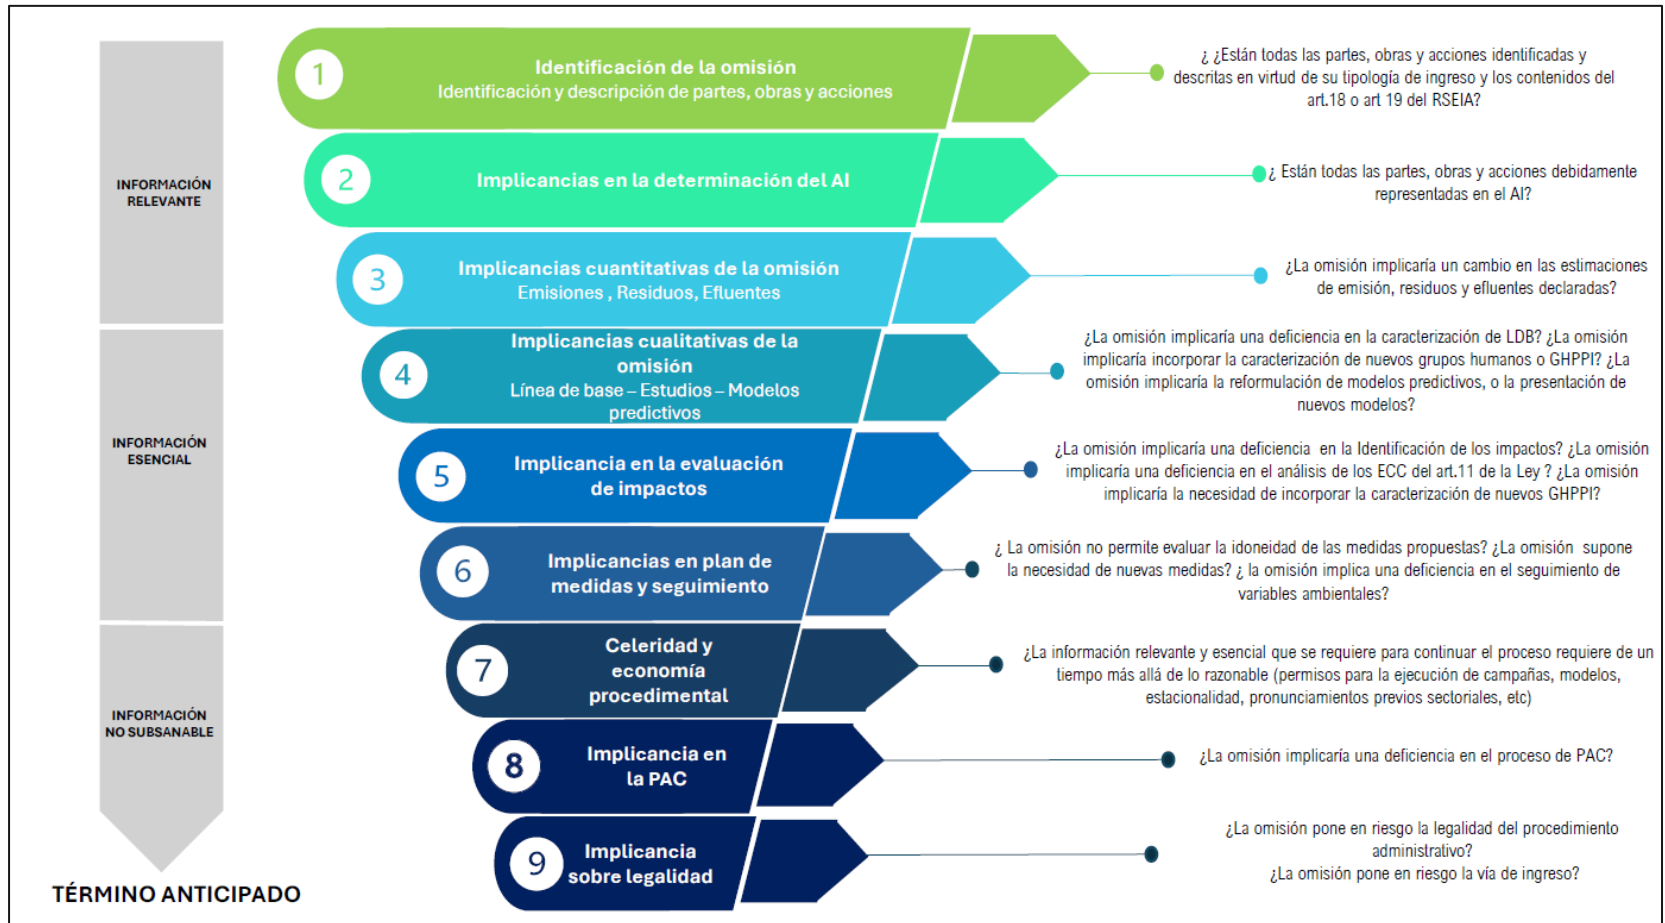 INFORMACIÓN
RELEVANTE
1
Identificación de la omisión
Identificación y descripción de partes, obras y acciones
¿ ¿Están todas las partes, obras y acciones identificadas y
descritas en virtud de su tipología de ingreso y los contenidos del
art.18 o art 19 del RSEIA?
2
Implicancias en la determinación del AI
¿ Están todas las partes, obras y acciones debidamente
representadas en el AI?
3
Implicancias cuantitativas de la omisión
Emisiones , Residuos, Efluentes
¿La omisión implicaría un cambio en las estimaciones
de emisión, residuos y efluentes declaradas?
INFORMACIÓN
ESENCIAL
4
Implicancias cualitativas de la
omisión
Línea de base – Estudios – Modelos
predictivos
¿La omisión implicaría una deficiencia en la caracterización de LDB? ¿La omisión
implicaría incorporar la caracterización de nuevos grupos humanos o GHPPI? ¿La
omisión implicaría la reformulación de modelos predictivos, o la presentación de
nuevos modelos?
5
Implicancia en la evaluación
de impactos
¿La omisión implicaría una deficiencia en la Identificación de los impactos? ¿La omisión
implicaría una deficiencia en el análisis de los ECC del art.11 de la Ley ? ¿La omisión
implicaría la necesidad de incorporar la caracterización de nuevos GHPPI?
6
Implicancias en plan de
medidas y seguimiento
¿ La omisión no permite evaluar la idoneidad de las medidas propuestas? ¿La omisión supone
la necesidad de nuevas medidas? ¿ la omisión implica una deficiencia en el seguimiento de
variables ambientales?
INFORMACIÓN
NO SUBSANABLE
7
Celeridad y
economía
procedimental
¿La información relevante y esencial que se requiere para continuar el proceso requiere de un
tiempo más allá de lo razonable (permisos para la ejecución de campañas, modelos,
estacionalidad, pronunciamientos previos sectoriales, etc)
8
Implicancia en
la PAC
¿La omisión implicaría una deficiencia en el proceso de PAC?
9
Implicancia
sobre legalidad
¿La omisión pone en riesgo la legalidad del procedimiento
administrativo?
¿La omisión pone en riesgo la vía de ingreso?
TÉRMINO ANTICIPADO